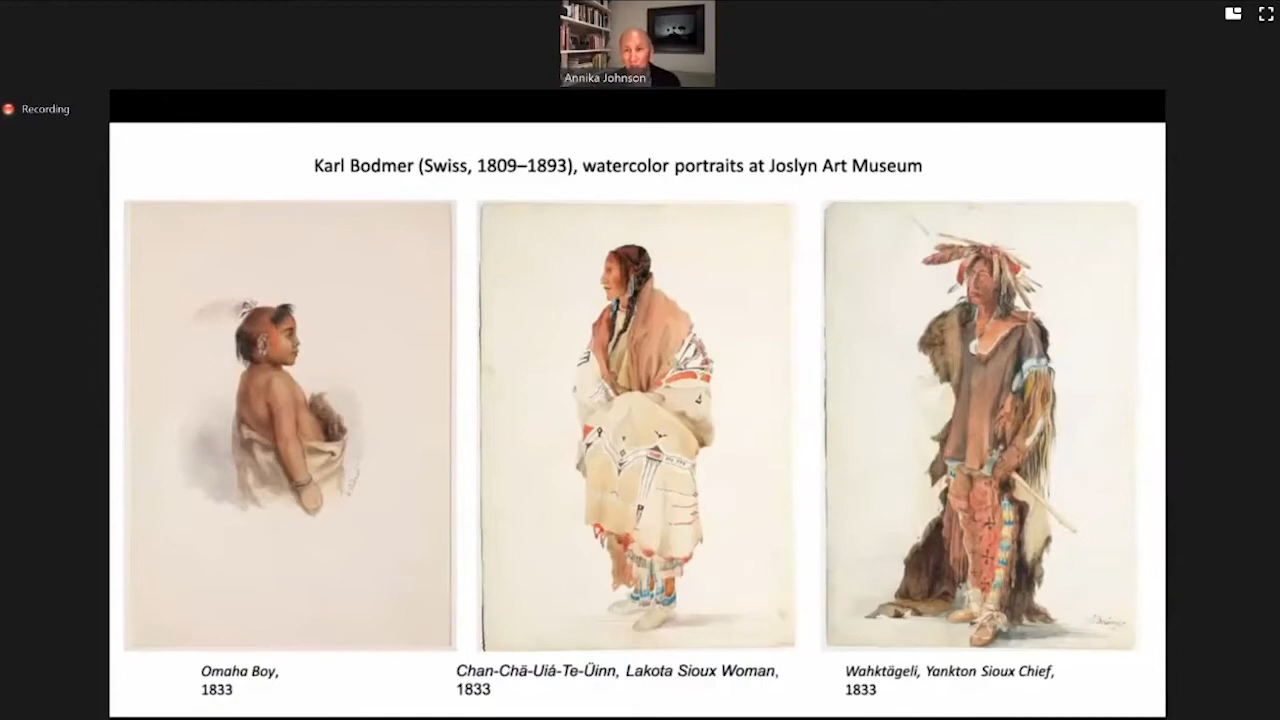 Annika Johnson
Recording
Karl Bodmer (Swiss, 1809–1893), watercolor portraits at Joslyn Art Museum
Omaha Boy,
1833
Chan-Chä-Uiá-Te-Üinn, Lakota Sioux Woman,
1833
Wahktägeli, Yankton Sioux Chief,
1833